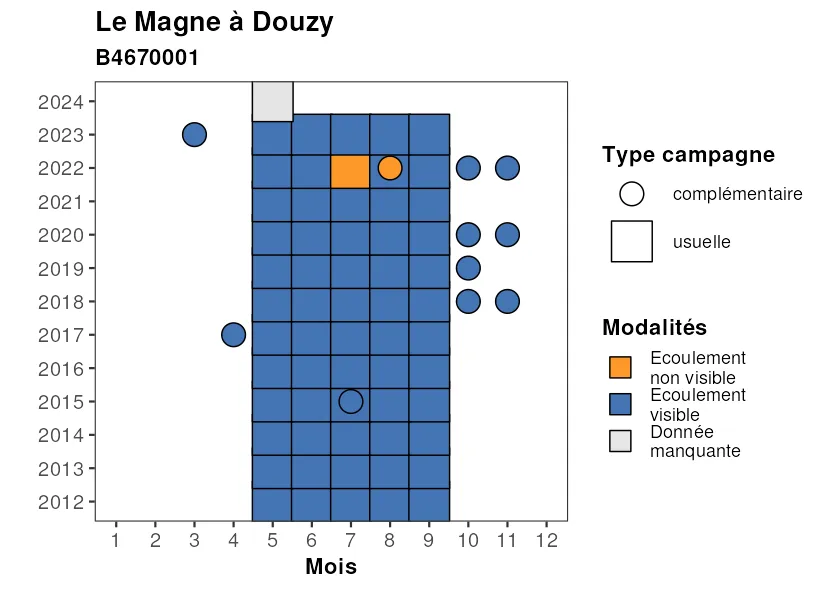 Le Magne à Douzy
B4670001
2024
2023
2022
2021
2020
2019
2018
2017
2016
2015
2014
2013
2012
1 2 3 4 5 6 7 8 9 10 11 12
Mois
Type campagne
complémentaire
usuelle
Modalités
Ecoulement
non visible
Ecoulement
visible
Donnée
manquante